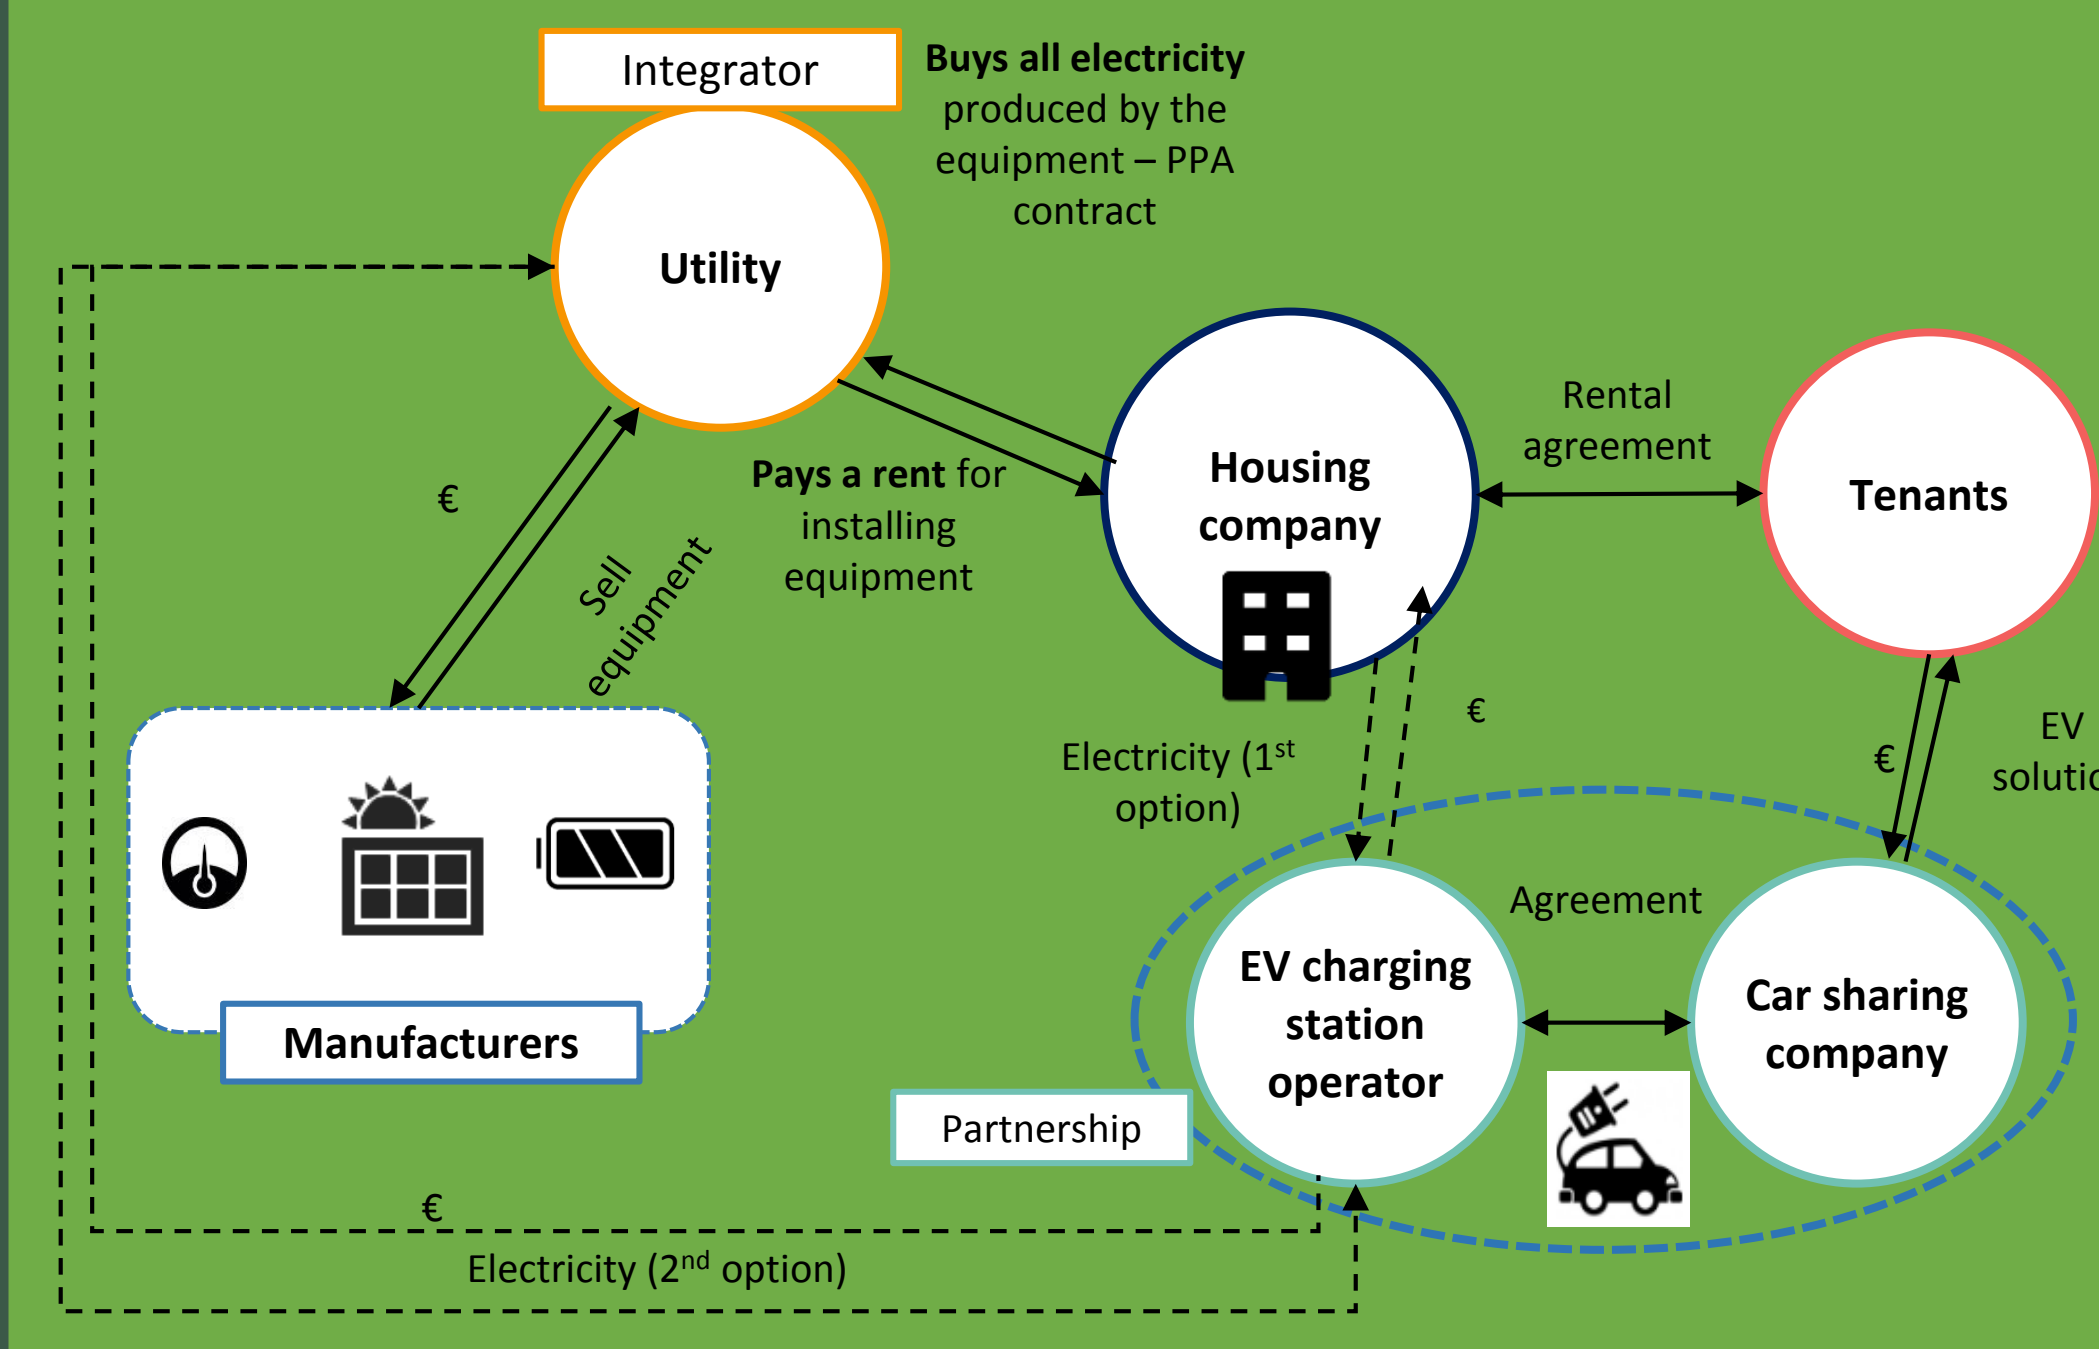 Integrator
Buys all electricity
produced by the
equipment – PPA
contract
Utility
Housing
company
Rental
agreement
Tenants
Pays a rent for
installing
equipment
€
Sell
equipment
€
Electricity (1st
option)
€
EV
Agreement
EV charging
station
operator
Car sharing
company
Manufacturers
Partnership
€
Electricity (2nd option)